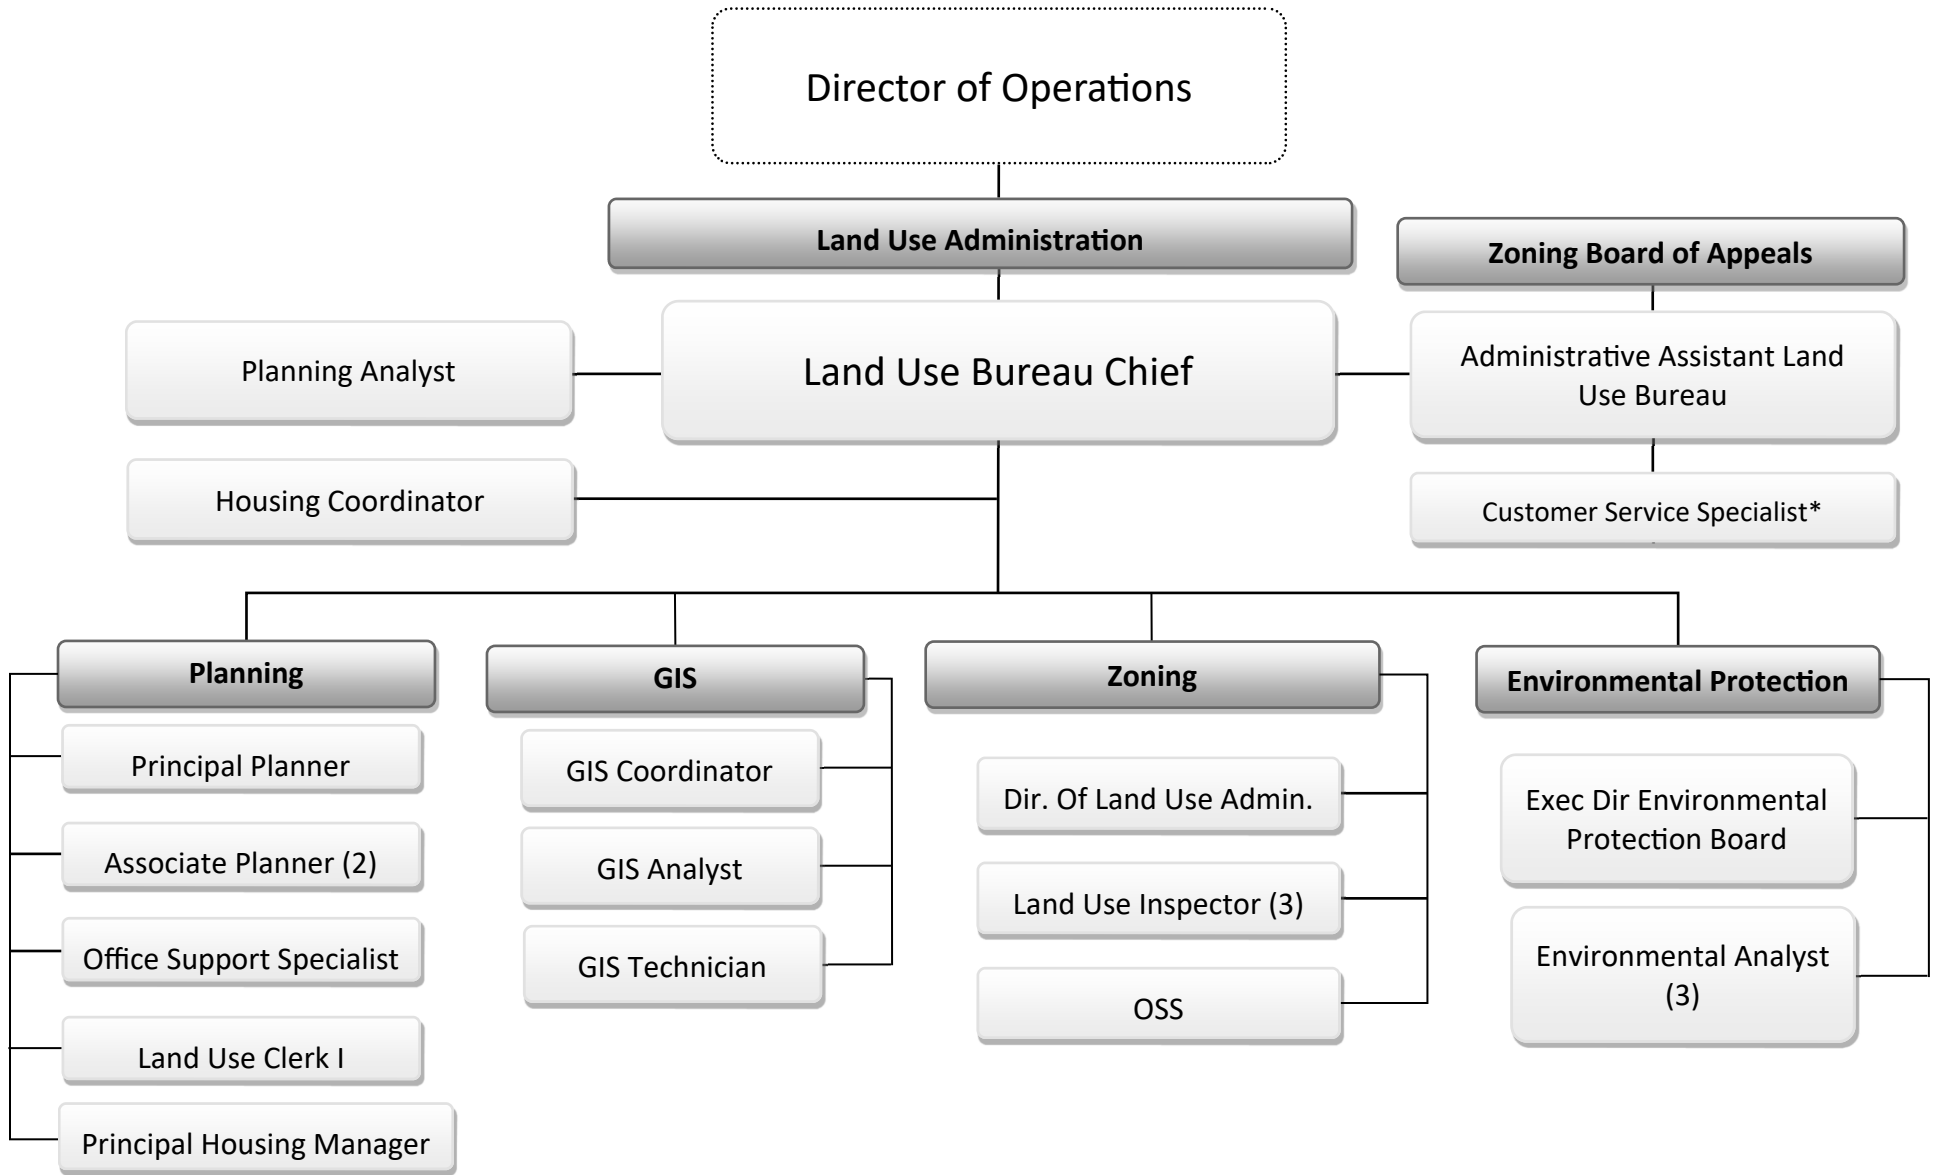 Director of Operations
Land Use Administration
Zoning Board of Appeals
Planning Analyst
Land Use Bureau Chief
Administrative Assistant Land
Use Bureau
Housing Coordinator
Customer Service Specialist*
Planning
GIS
Zoning
Environmental Protection
Principal Planner
Associate Planner (2)
Office Support Specialist
Land Use Clerk I
Principal Housing Manager
GIS Coordinator
GIS Analyst
GIS Technician
Dir. Of Land Use Admin.
Land Use Inspector (3)
OSS
Exec Dir Environmental
Protection Board
Environmental Analyst
(3)